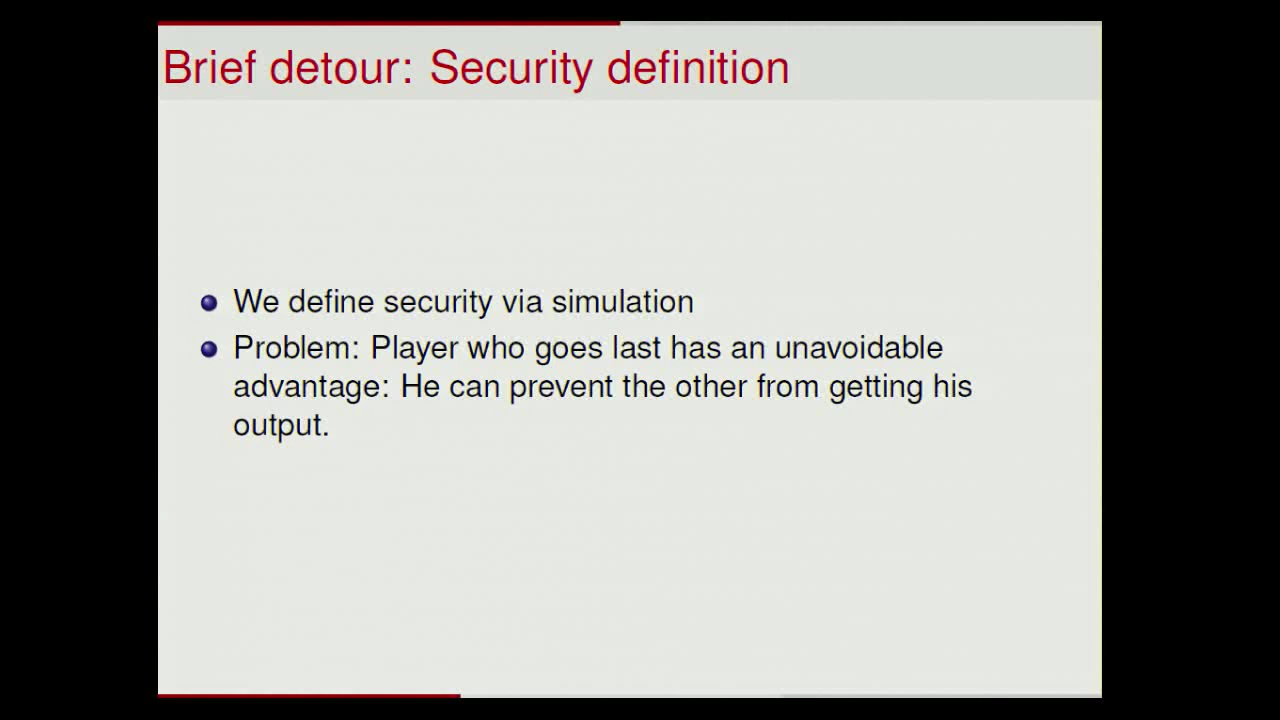 Brief detour: Security definition
We define security via simulation
Problem: Player who goes last has an unavoidable
advantage: He can prevent the other from getting his
output.